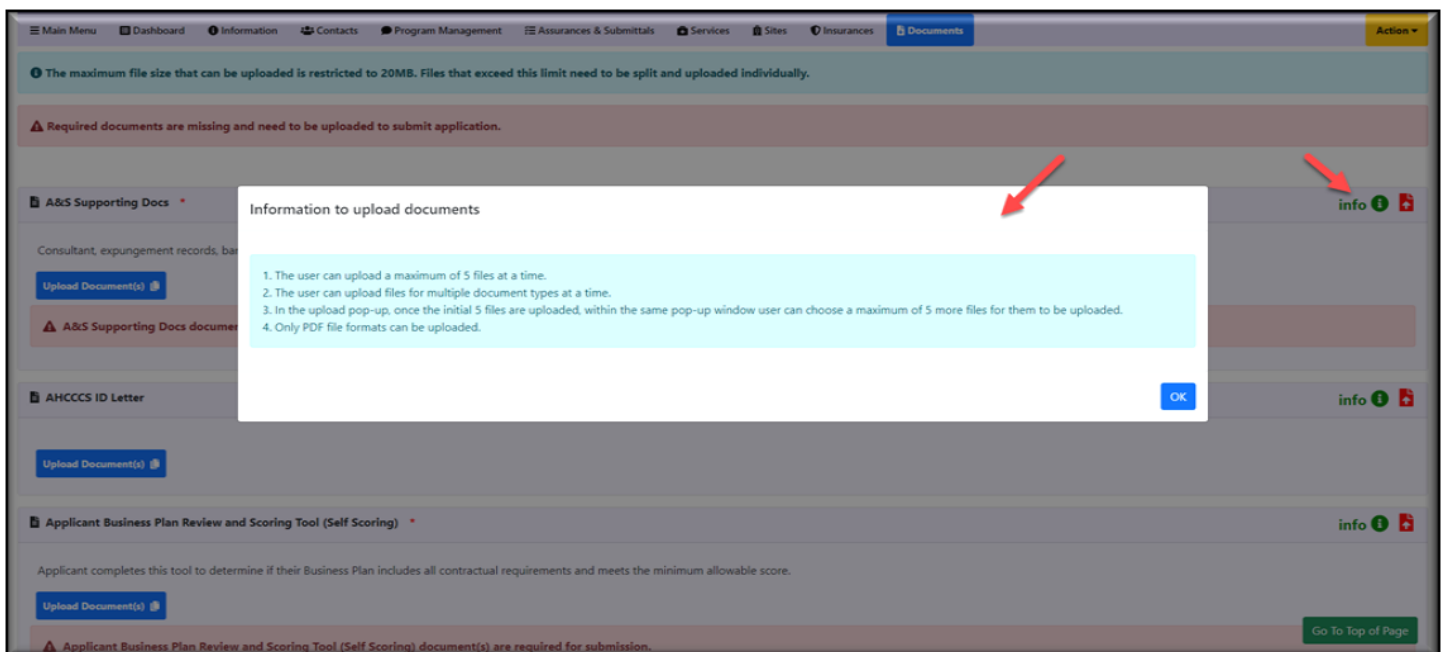 Main Menu Dashboard Information Contacts Program Management Assurances & Submittals Services Sites Insurances Documents Action
The maximum file size that can be uploaded is restricted to 20MB. Files that exceed this limit need to be split and uploaded individually.
Required documents are missing and need to be uploaded to submit application.
A&S Supporting Docs * info
Consultant, expungement records,
Upload Document(s)
A&S Supporting Docs
Information to upload documents
1. The user can upload a maximum of 5 files at a time.
2. The user can upload files for multiple document types at a time.
3. In the upload pop-up, once the initial 5 files are uploaded, within the same pop-up window user can choose a maximum of 5 more files for them to be uploaded.
4. Only PDF file formats can be uploaded.
OK
AHCCCS ID Letter info
Upload Document(s)
Applicant Business Plan Review and Scoring Tool (Self Scoring) * info
Applicant completes this tool to determine if their Business Plan includes all contractual requirements and meets the minimum allowable score.
Upload Document(s)
Go To Top of Page
Applicant Business Plan Review and Scoring Tool (Self Scoring) document(s) are required for submission.